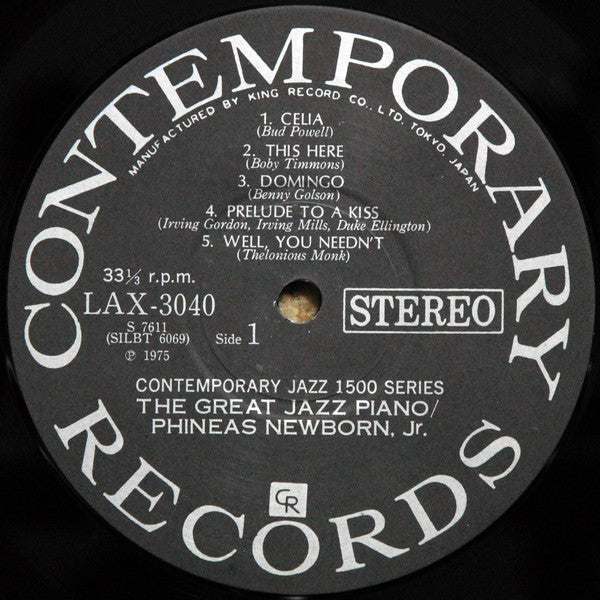 CONTEMPORARY
MANUFACTURED BY KING RECORD CO., LTD. TOKYO, JAPAN
1. CELIA
(Bud Powell)
2. THIS HERE
(Boby Timmons)
3. DOMINGO
(Benny Golson)
4. PRELUDE TO A KISS
(Irving Gordon, Irving Mills, Duke Ellington)
5. WELL, YOU NEEDN'T
(Thelonious Monk)
33⅓ r.p.m.
LAX-3040
STEREO
S 7611
(SILBT 6069)
Side 1
Ⓟ 1975
CONTEMPORARY JAZZ 1500 SERIES
THE GREAT JAZZ PIANO/
PHINEAS NEWBORN, Jr.
CR
RECORDS